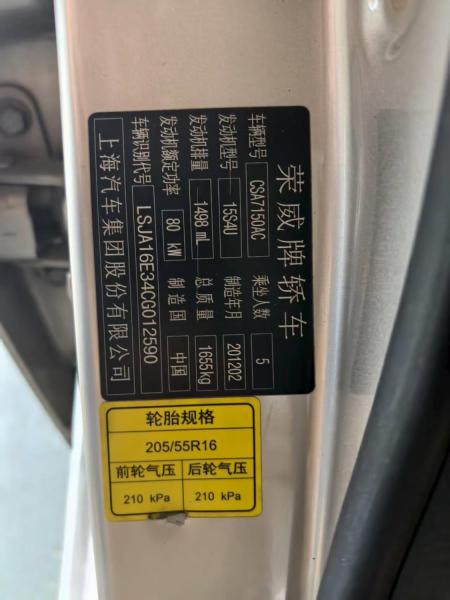 荣威牌轿车
车辆型号 CSA7150AC 乘坐人数 5
发动机型号 15S4U 制造年月 201202
发动机排量 1498 mL 总质量 1655kg
发动机额定功率 80 kW 制造国 中国
车辆识别代号 LSJA16E34CG012590
上海汽车集团股份有限公司
轮胎规格
205/55R16
前轮气压 后轮气压
210 kPa 210 kPa